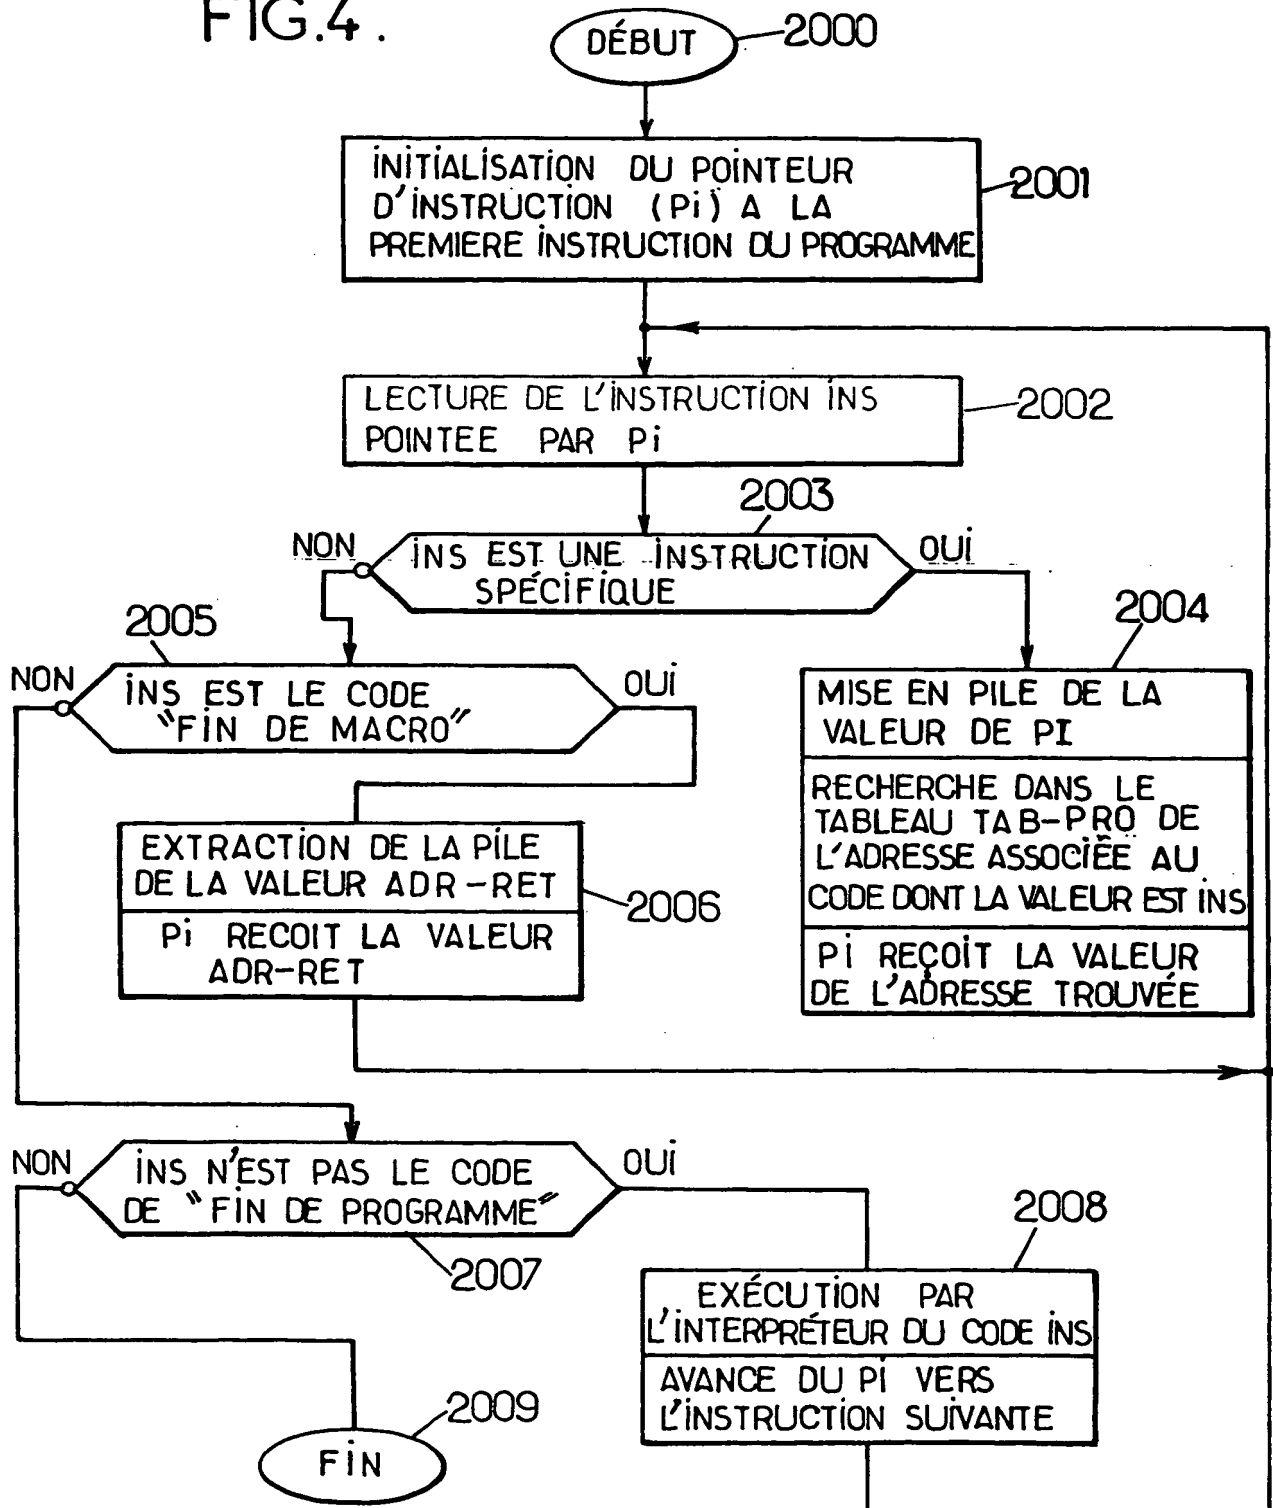 FIG.4.
DÉBUT
2000
INITIALISATION DU POINTEUR
D'INSTRUCTION (Pi) A LA
PREMIERE INSTRUCTION DU PROGRAMME
2001
LECTURE DE L'INSTRUCTION INS
POINTEE PAR Pi
2002
2003
NON
INS EST UNE INSTRUCTION
SPÉCIFIQUE
OUI
2005
2004
NON
INS EST LE CODE
"FIN DE MACRO"
OUI
MISE EN PILE DE LA
VALEUR DE PI
RECHERCHE DANS LE
TABLEAU TAB-PRO DE
L'ADRESSE ASSOCIÉE AU
CODE DONT LA VALEUR EST INS
PI REÇOIT LA VALEUR
DE L'ADRESSE TROUVÉE
EXTRACTION DE LA PILE
DE LA VALEUR ADR-RET
Pi RECOIT LA VALEUR
ADR-RET
2006
NON
INS N'EST PAS LE CODE
DE "FIN DE PROGRAMME"
OUI
2007
2008
EXÉCUTION PAR
L'INTERPRÉTEUR DU CODE INS
AVANCE DU PI VERS
L'INSTRUCTION SUIVANTE
2009
FIN